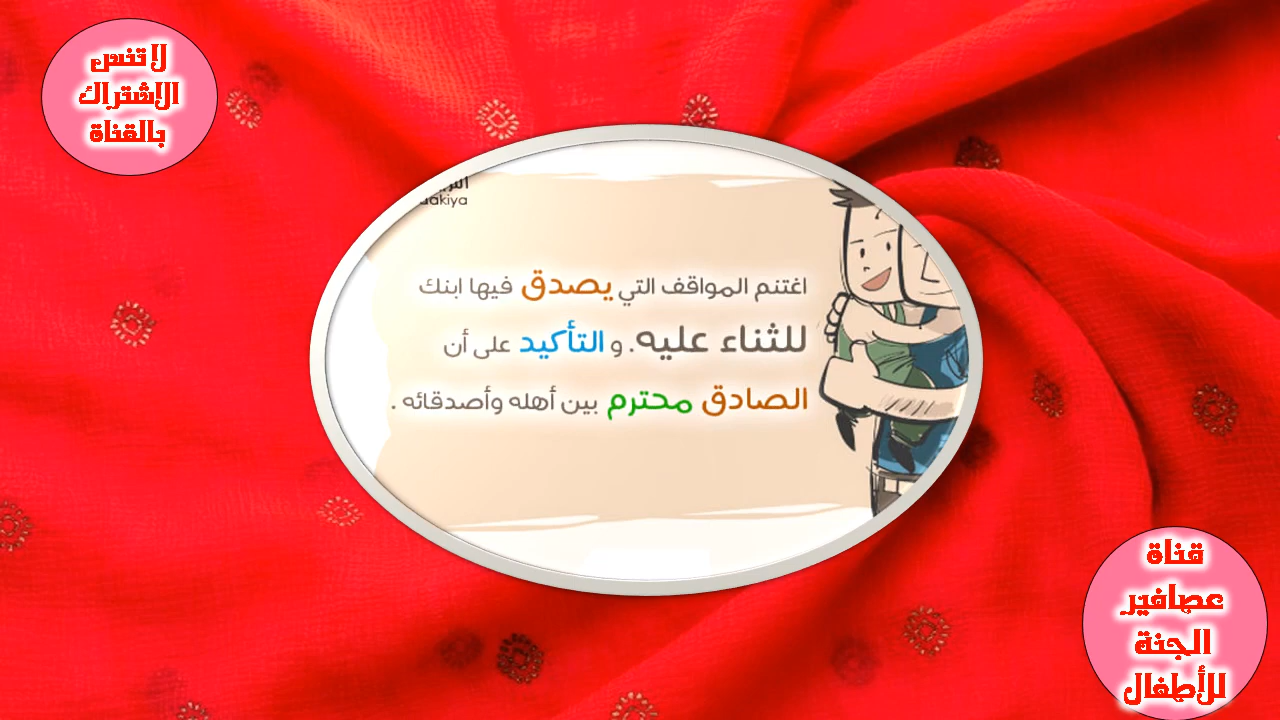 لا تنس
الاشتراك
بالقناة
aakiya
اغتنم المواقف التي يصدق فيها ابنك
للثناء عليه. و التأكيد على أن
الصادق محترم بين أهله وأصدقائه .
قناة
عصافير
الجنة
للأطفال